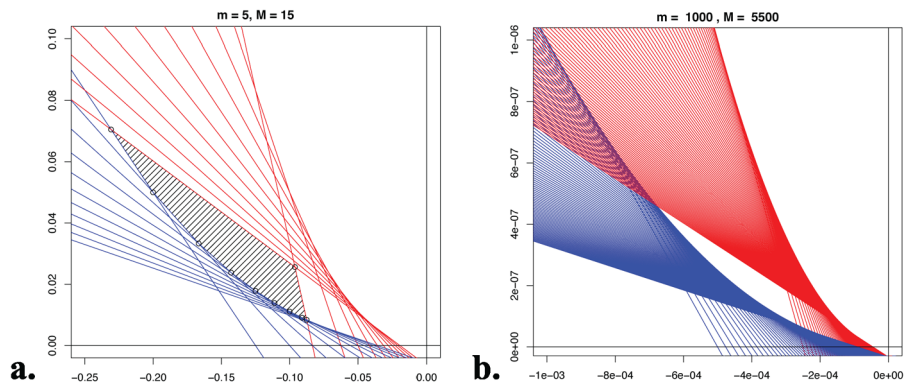 m = 5, M = 15
0.10
0.08
0.06
0.04
0.02
0.00
−0.25 −0.20 −0.15 −0.10 −0.05 0.00
a.
m = 1000 , M = 5500
1e−06
8e−07
6e−07
4e−07
2e−07
0e+00
−1e−03 −8e−04 −6e−04 −4e−04 −2e−04 0e+00
b.